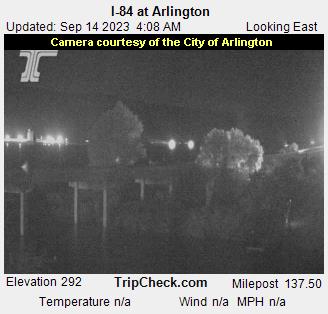 I-84 at Arlington
Updated: Sep 14 2023 4:08 AM Looking East
Camera courtesy of the City of Arlington
Elevation 292 TripCheck.com Milepost 137.50
Temperature n/a Wind n/a MPH n/a